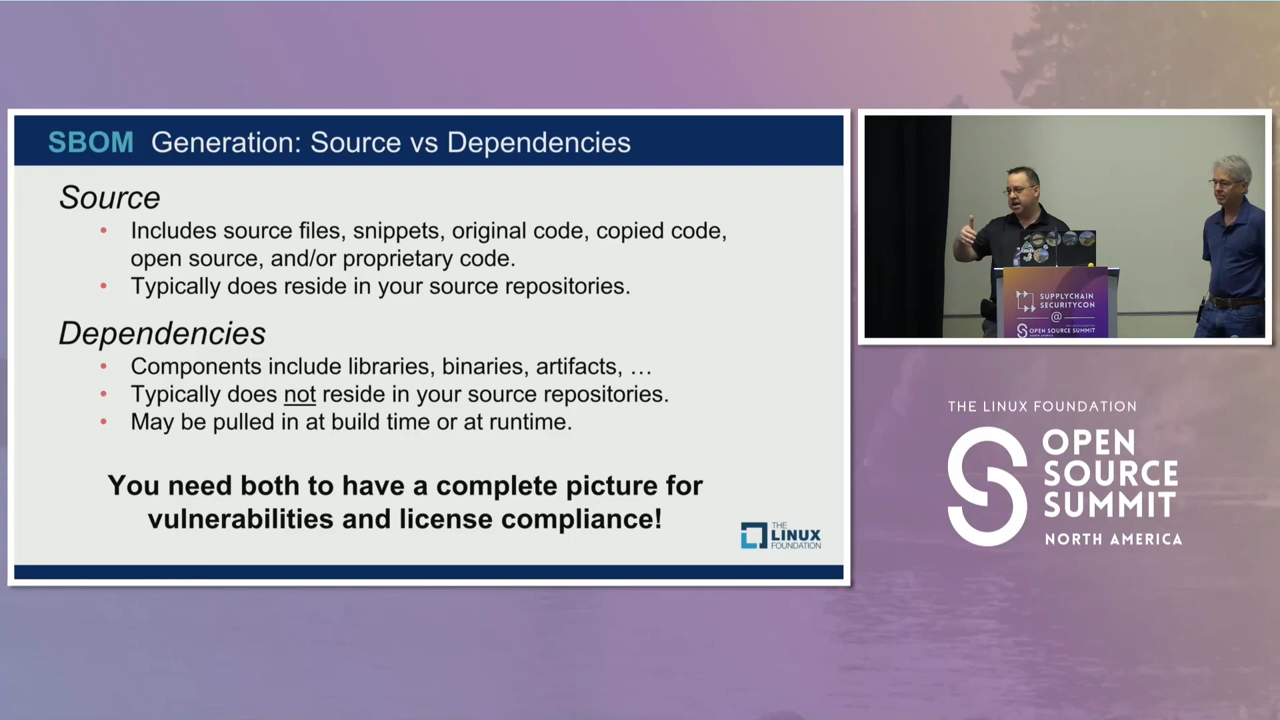 SBOM Generation: Source vs Dependencies
Source
• Includes source files, snippets, original code, copied code,
open source, and/or proprietary code.
• Typically does reside in your source repositories.
Dependencies
• Components include libraries, binaries, artifacts, …
• Typically does not reside in your source repositories.
• May be pulled in at build time or at runtime.
You need both to have a complete picture for
vulnerabilities and license compliance!
THE
LINUX
FOUNDATION
SUPPLYCHAIN
SECURITYCON
@
OPEN SOURCE SUMMIT
THE LINUX FOUNDATION
OPEN
SOURCE
SUMMIT
NORTH AMERICA